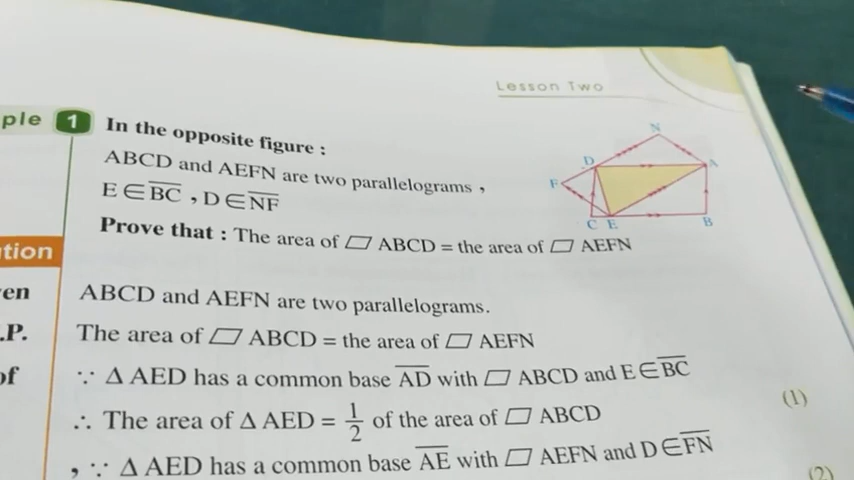 Lesson Two
ple 1 In the opposite figure :
ABCD and AEFN are two parallelograms ,
E ∈ B̅C̅ , D ∈ N̅F̅
Prove that : The area of ▱ ABCD = the area of ▱ AEFN
N
D
A
F
C E
B
tion
en ABCD and AEFN are two parallelograms.
.P. The area of ▱ ABCD = the area of ▱ AEFN
of ∵ Δ AED has a common base A̅D̅ with ▱ ABCD and E ∈ B̅C̅
∴ The area of Δ AED = 1/2 of the area of ▱ ABCD (1)
, ∵ Δ AED has a common base A̅E̅ with ▱ AEFN and D ∈ F̅N̅
(2)